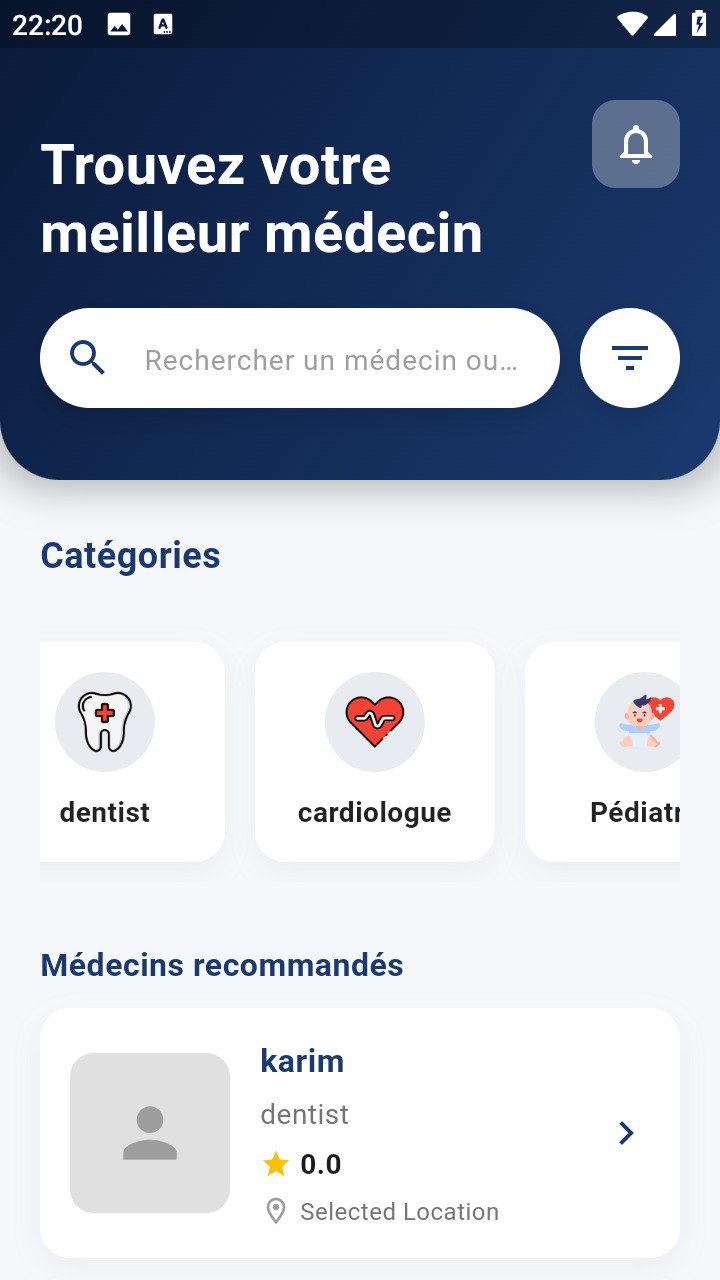 22:20
Trouvez votre
meilleur médecin
Rechercher un médecin ou...
Catégories
dentist
cardiologue
Pédiatr
Médecins recommandés
karim
dentist
0.0
Selected Location